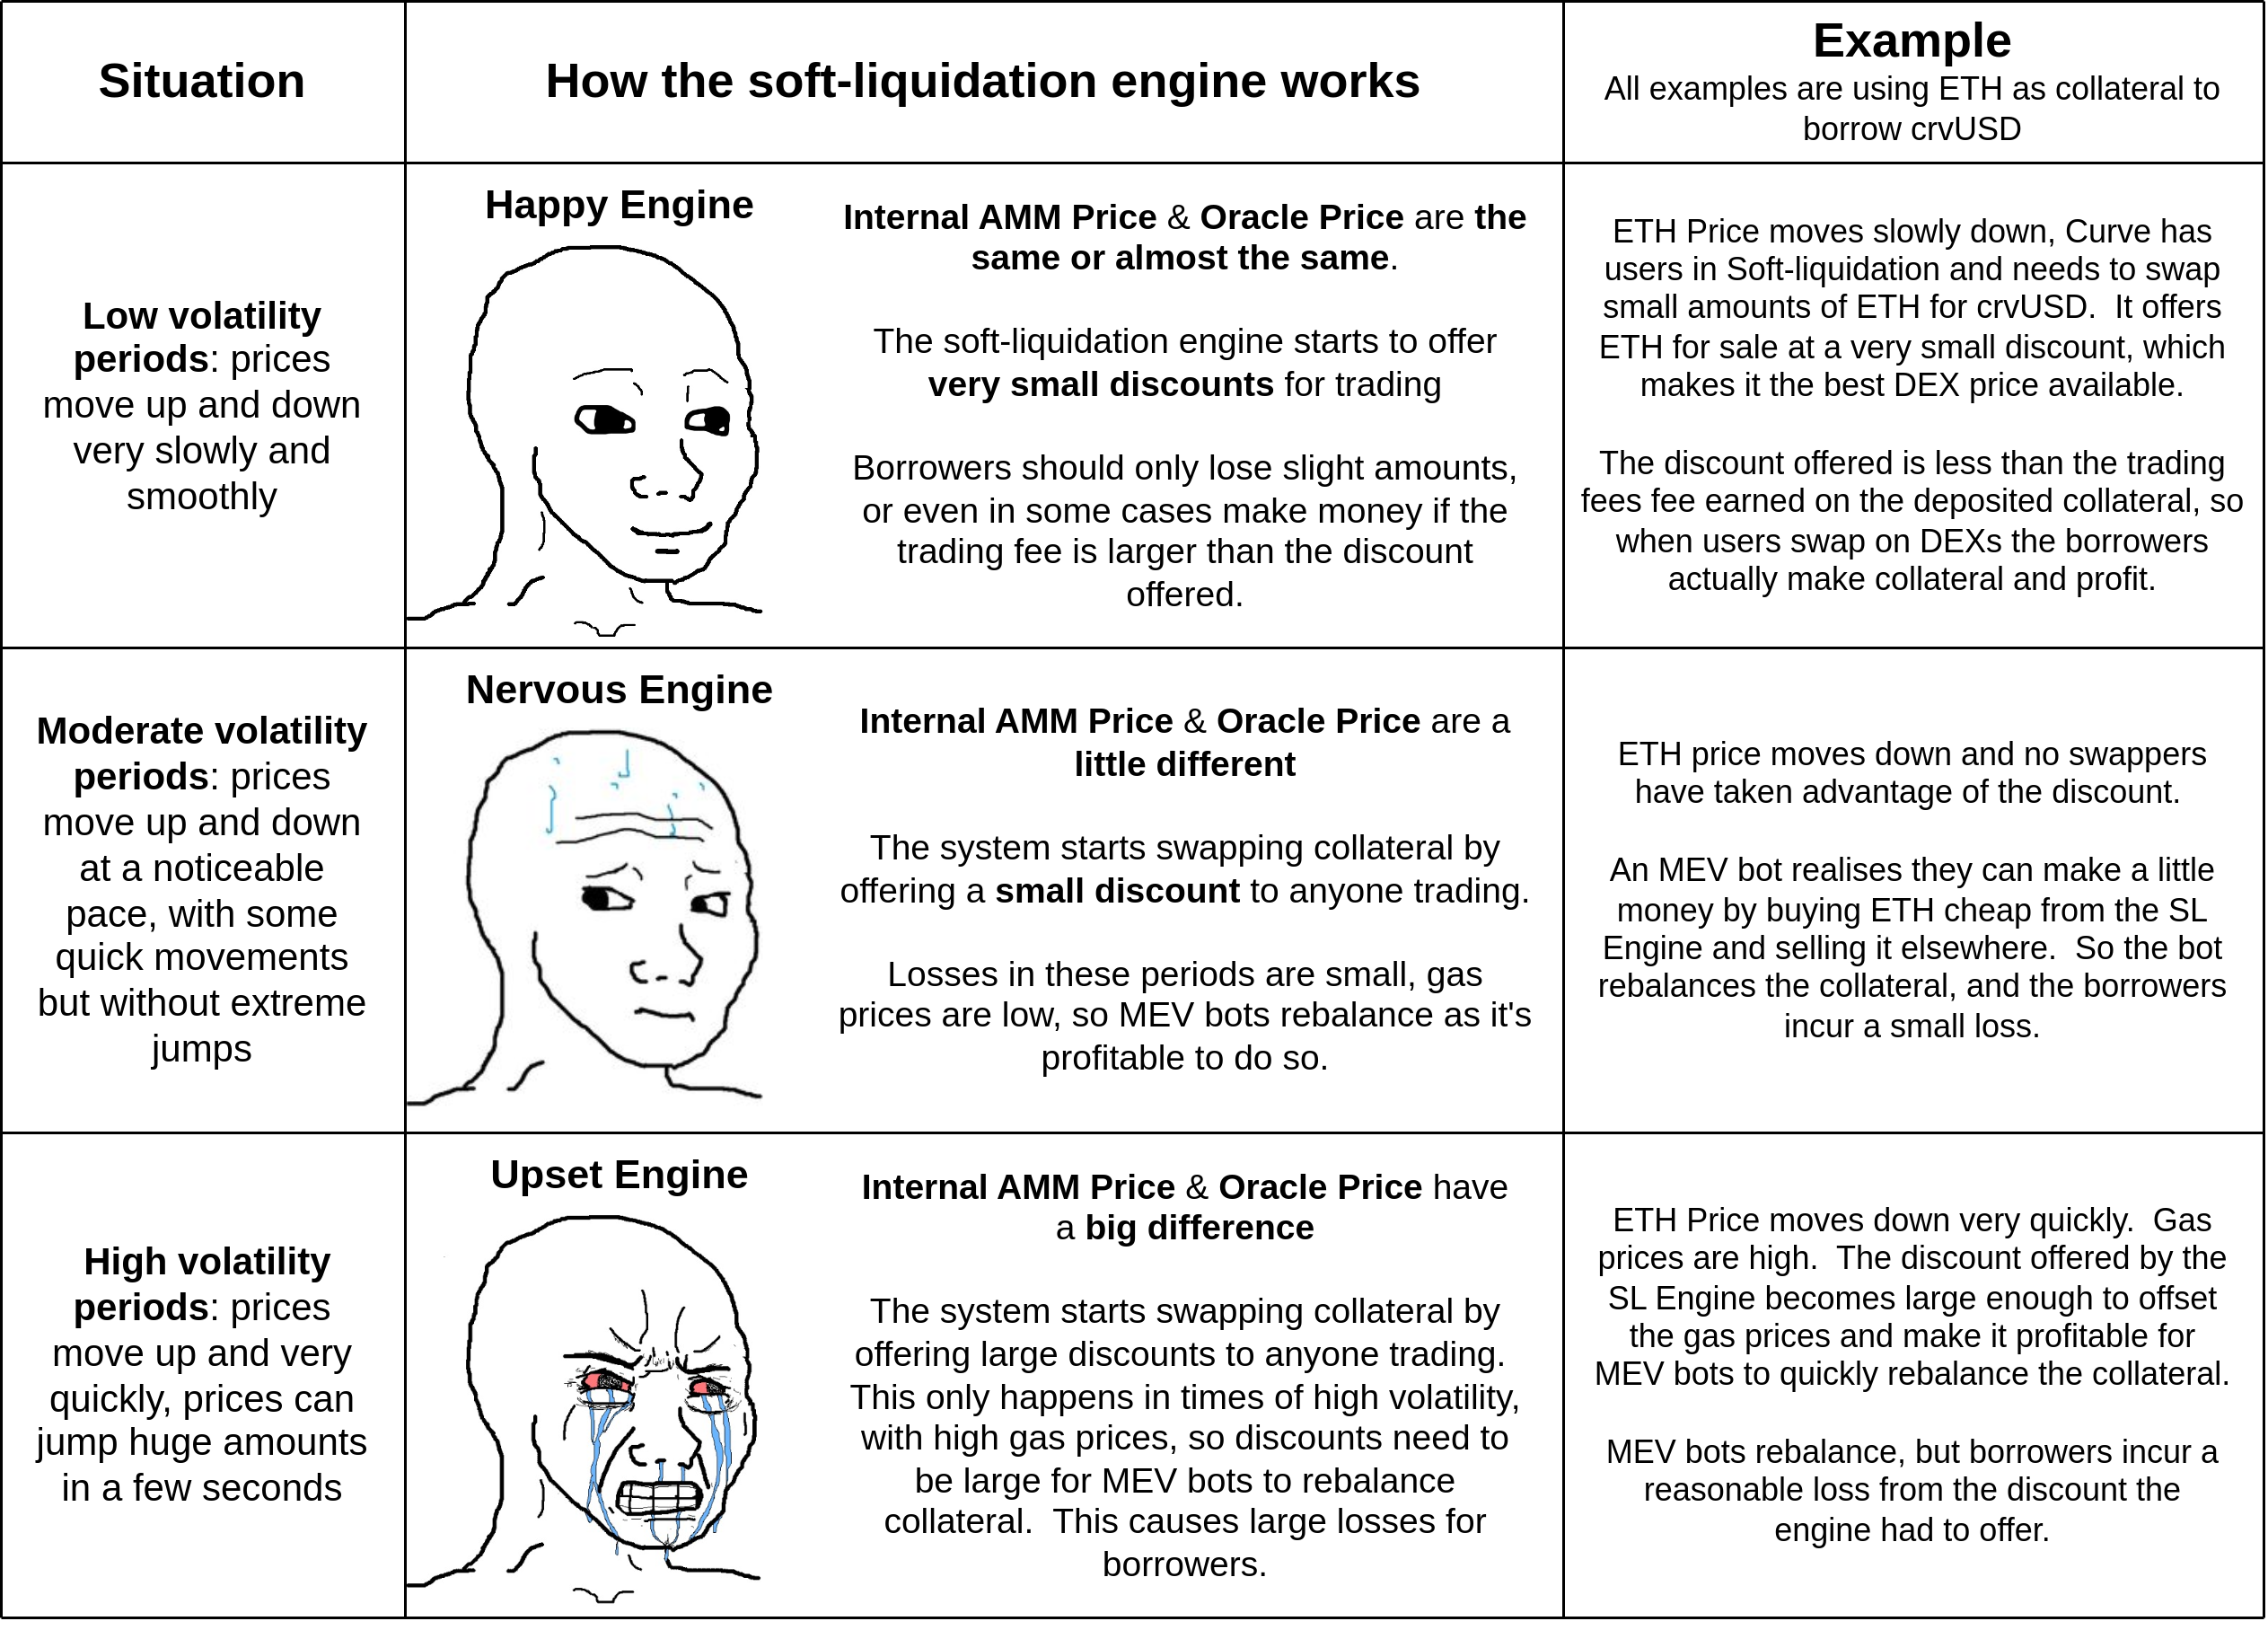 Situation
How the soft-liquidation engine works
Example
All examples are using ETH as collateral to
borrow crvUSD
Low volatility
periods: prices
move up and down
very slowly and
smoothly
Happy Engine
Internal AMM Price & Oracle Price are the
same or almost the same.
The soft-liquidation engine starts to offer
very small discounts for trading
Borrowers should only lose slight amounts,
or even in some cases make money if the
trading fee is larger than the discount
offered.
ETH Price moves slowly down, Curve has
users in Soft-liquidation and needs to swap
small amounts of ETH for crvUSD.  It offers
ETH for sale at a very small discount, which
makes it the best DEX price available.
The discount offered is less than the trading
fees fee earned on the deposited collateral, so
when users swap on DEXs the borrowers
actually make collateral and profit.
Moderate volatility
periods: prices
move up and down
at a noticeable
pace, with some
quick movements
but without extreme
jumps
Nervous Engine
Internal AMM Price & Oracle Price are a
little different
The system starts swapping collateral by
offering a small discount to anyone trading.
Losses in these periods are small, gas
prices are low, so MEV bots rebalance as it's
profitable to do so.
ETH price moves down and no swappers
have taken advantage of the discount.
An MEV bot realises they can make a little
money by buying ETH cheap from the SL
Engine and selling it elsewhere.  So the bot
rebalances the collateral, and the borrowers
incur a small loss.
High volatility
periods: prices
move up and very
quickly, prices can
jump huge amounts
in a few seconds
Upset Engine
Internal AMM Price & Oracle Price have
a big difference
The system starts swapping collateral by
offering large discounts to anyone trading.
This only happens in times of high volatility,
with high gas prices, so discounts need to
be large for MEV bots to rebalance
collateral.  This causes large losses for
borrowers.
ETH Price moves down very quickly.  Gas
prices are high.  The discount offered by the
SL Engine becomes large enough to offset
the gas prices and make it profitable for
MEV bots to quickly rebalance the collateral.
MEV bots rebalance, but borrowers incur a
reasonable loss from the discount the
engine had to offer.